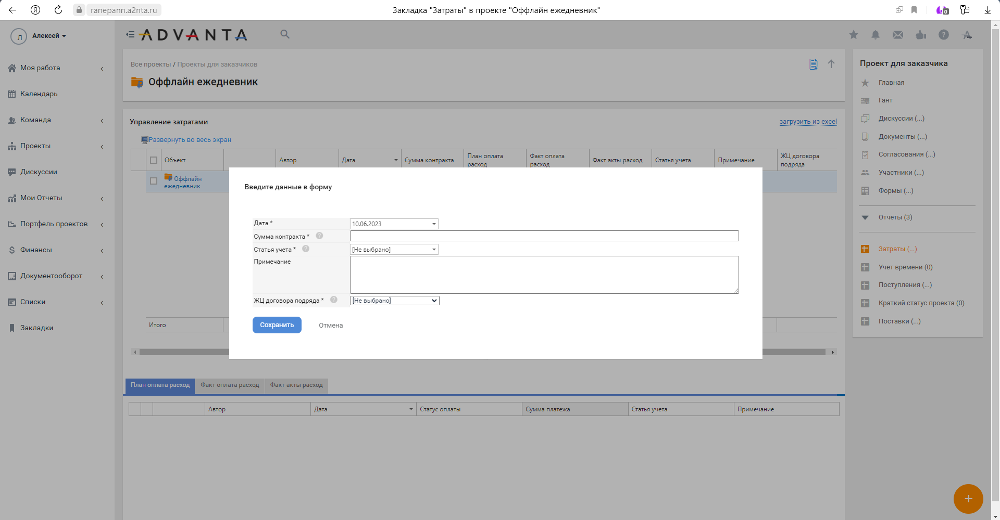 ranepann.a2nta.ru
Закладка "Затраты" в проекте "Оффлайн ежедневник"
Я
0
Л
Алексей
ADVANTA
Моя работа
Календарь
Команда
Проекты
Дискуссии
Мои Отчеты
Портфель проектов
Финансы
Документооборот
Списки
Закладки
Все проекты / Проекты для заказчиков
Оффлайн ежедневник
Управление затратами
загрузить из excel
Развернуть во весь экран
Объект
Автор
Дата
Сумма контракта
План оплата
расход
Факт оплата
расход
Факт акты расход
Статья учета
Примечание
ЖЦ договора
подряда
Оффлайн
ежедневник
Введите данные в форму
Дата *
10.06.2023
Сумма контракта * ?
Статья учета * ?
[Не выбрано]
Примечание
ЖЦ договора подряда * ?
[Не выбрано]
Сохранить
Отмена
Итого
План оплата расход
Факт оплата расход
Факт акты расход
Автор
Дата
Статус оплаты
Сумма платежа
Статья учета
Примечание
Проект для заказчика
Главная
Гант
Дискуссии (...)
Документы (...)
Согласования (...)
Участники (...)
Формы (...)
Отчеты (3)
Затраты (...)
Учет времени (0)
Поступления (...)
Краткий статус проекта (0)
Поставки (...)
+